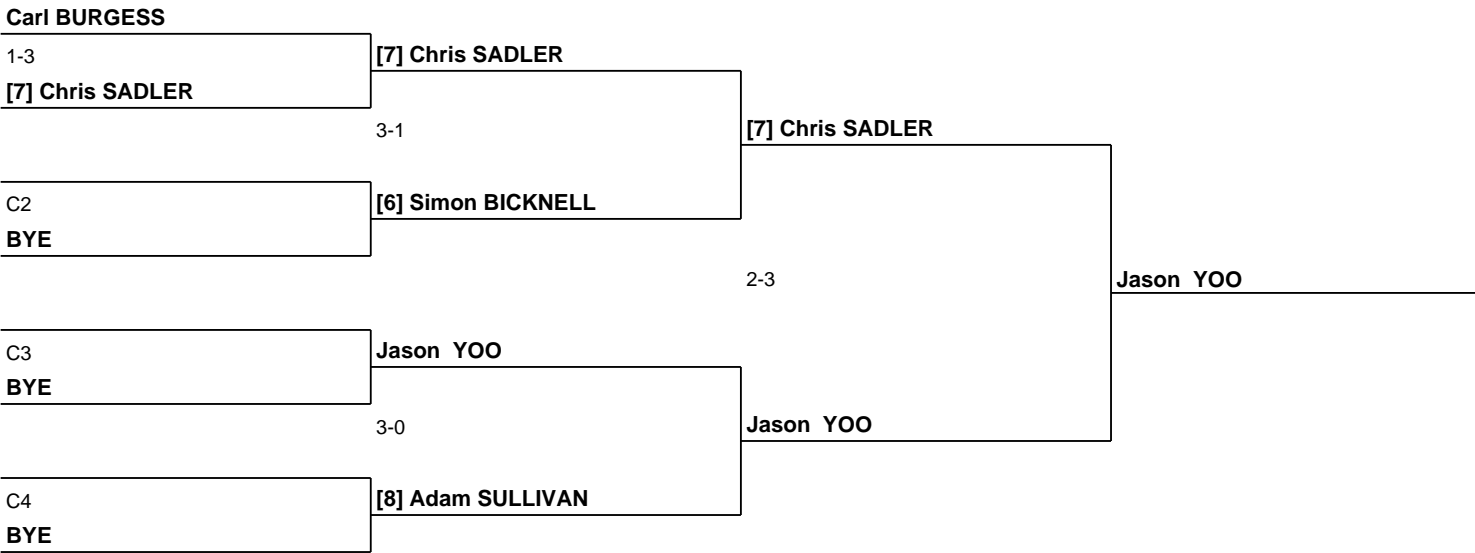 Carl BURGESS
1-3
[7] Chris SADLER
[7] Chris SADLER
3-1
[7] Chris SADLER
C2
[6] Simon BICKNELL
BYE
2-3
Jason YOO
C3
Jason YOO
BYE
3-0
Jason YOO
C4
[8] Adam SULLIVAN
BYE